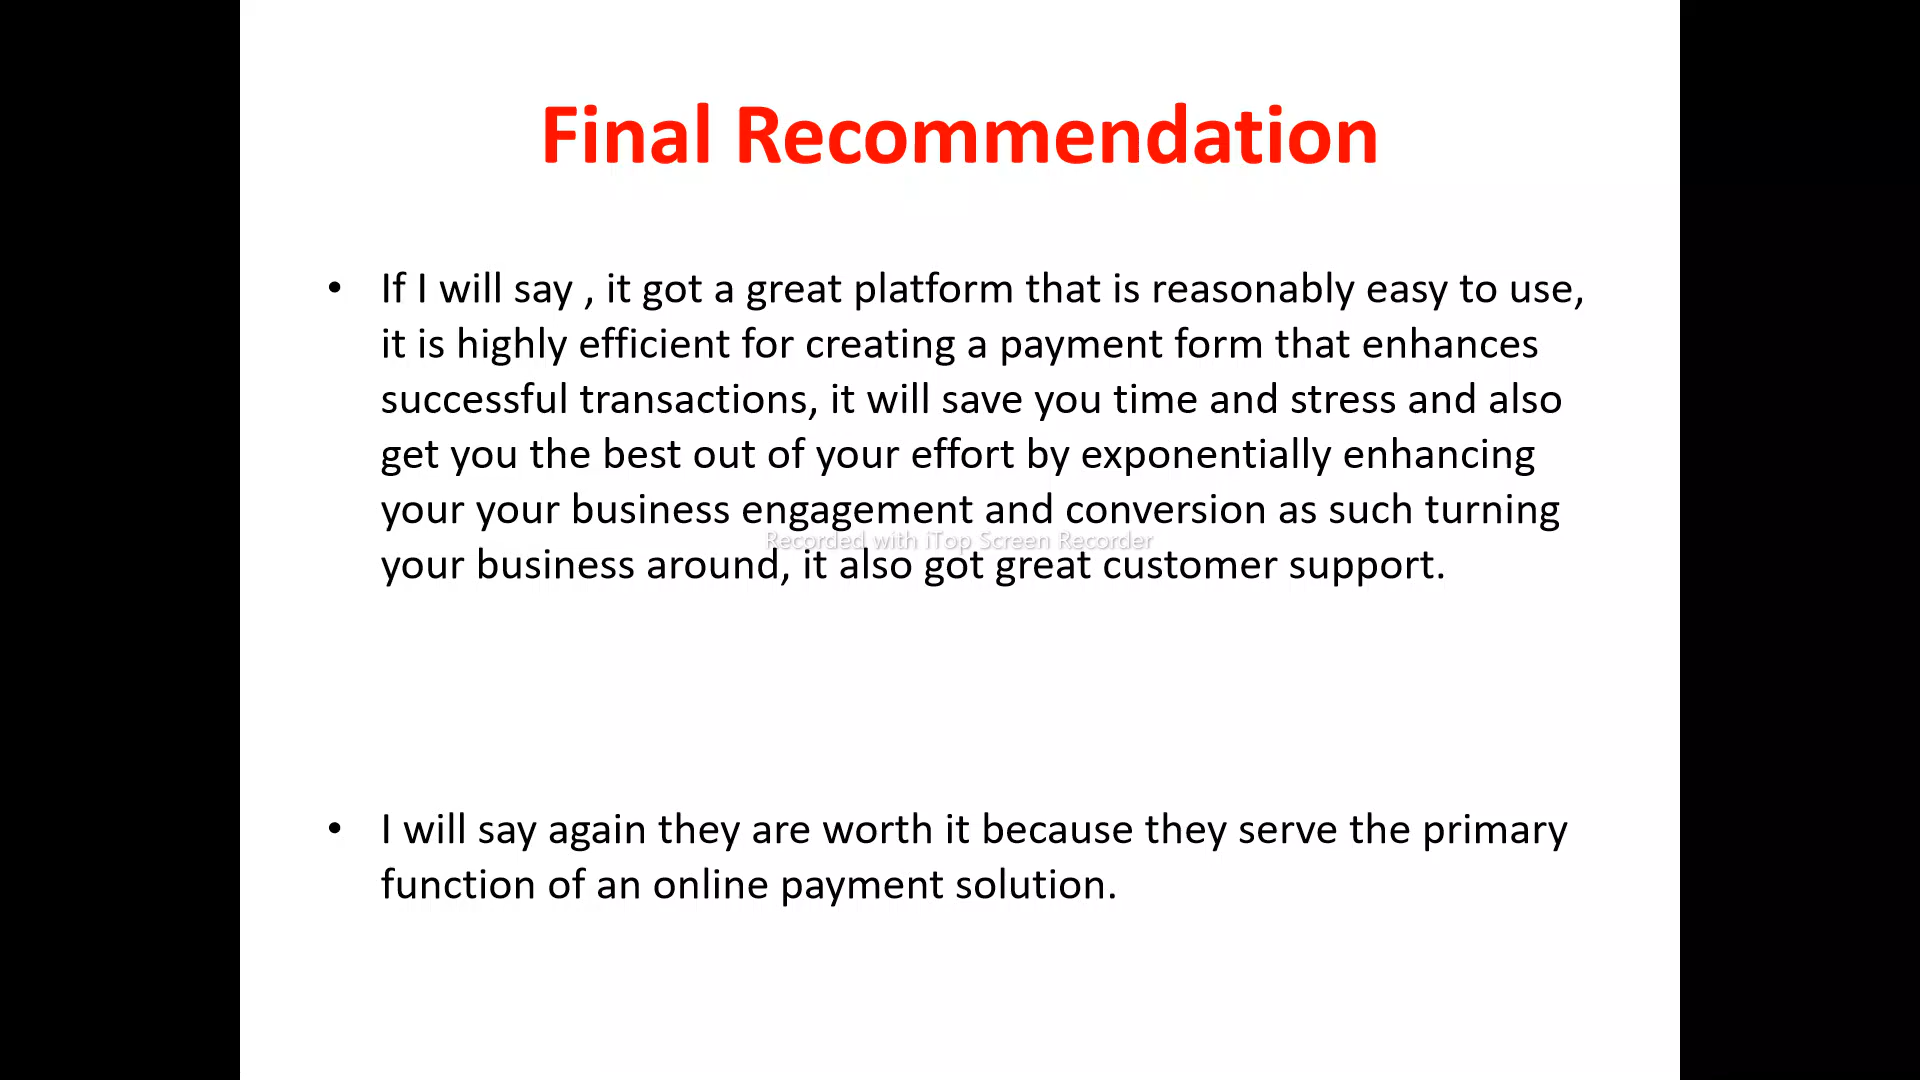 Final Recommendation
• If I will say , it got a great platform that is reasonably easy to use,
it is highly efficient for creating a payment form that enhances
successful transactions, it will save you time and stress and also
get you the best out of your effort by exponentially enhancing
your your business engagement and conversion as such turning
Recorded with iTop Screen Recorder
your business around, it also got great customer support.
• I will say again they are worth it because they serve the primary
function of an online payment solution.